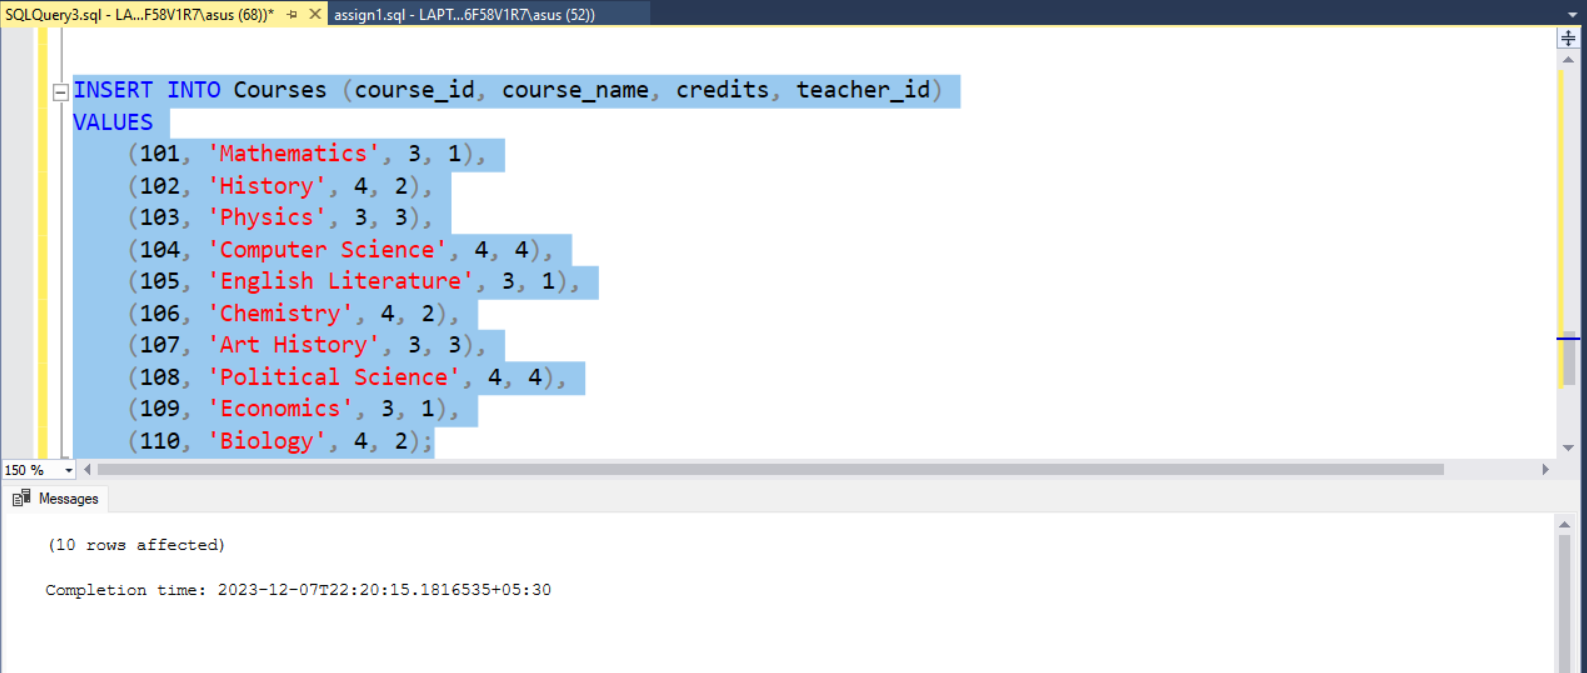 SQLQuery3.sql - LA...F58V1R7\asus (68))* assign1.sql - LAPT...6F58V1R7\asus (52))
INSERT INTO Courses (course_id, course_name, credits, teacher_id)
VALUES
(101, 'Mathematics', 3, 1),
(102, 'History', 4, 2),
(103, 'Physics', 3, 3),
(104, 'Computer Science', 4, 4),
(105, 'English Literature', 3, 1),
(106, 'Chemistry', 4, 2),
(107, 'Art History', 3, 3),
(108, 'Political Science', 4, 4),
(109, 'Economics', 3, 1),
(110, 'Biology', 4, 2);
150 %
Messages
(10 rows affected)
Completion time: 2023-12-07T22:20:15.1816535+05:30